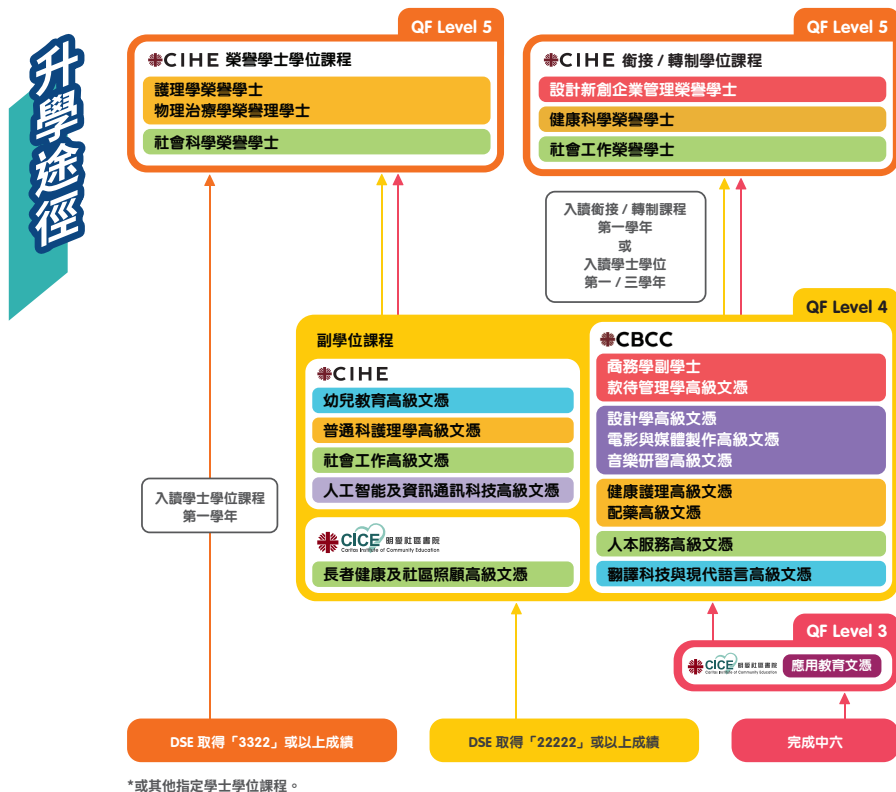 升學途徑
QF Level 5
CIHE 榮譽學士學位課程
護理學榮譽學士
物理治療學榮譽理學士
社會科學榮譽學士
QF Level 5
CIHE 銜接 / 轉制學位課程
設計新創企業管理榮譽學士
健康科學榮譽學士
社會工作榮譽學士
入讀銜接 / 轉制課程
第一學年
或
入讀學士學位
第一 / 三學年
QF Level 4
副學位課程
CIHE
幼兒教育高級文憑
普通科護理學高級文憑
社會工作高級文憑
人工智能及資訊通訊科技高級文憑
CICE 明愛社區書院
Caritas Institute of Community Education
長者健康及社區照顧高級文憑
CBCC
商務學副學士
款待管理學高級文憑
設計學高級文憑
電影與媒體製作高級文憑
音樂研習高級文憑
健康護理高級文憑
配藥高級文憑
人本服務高級文憑
翻譯科技與現代語言高級文憑
入讀學士學位課程
第一學年
QF Level 3
CICE 明愛社區書院
Caritas Institute of Community Education
應用教育文憑
DSE 取得「3322」或以上成績
DSE 取得「22222」或以上成績
完成中六
*或其他指定學士學位課程。